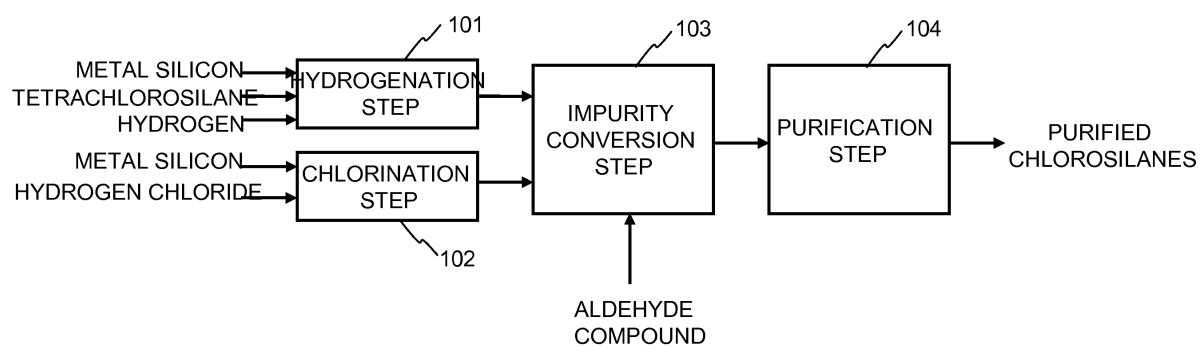 101
METAL SILICON
TETRACHLOROSILANE
HYDROGEN
HYDROGENATION
STEP
METAL SILICON
HYDROGEN CHLORIDE
CHLORINATION
STEP
102
103
IMPURITY
CONVERSION
STEP
ALDEHYDE
COMPOUND
104
PURIFICATION
STEP
PURIFIED
CHLOROSILANES